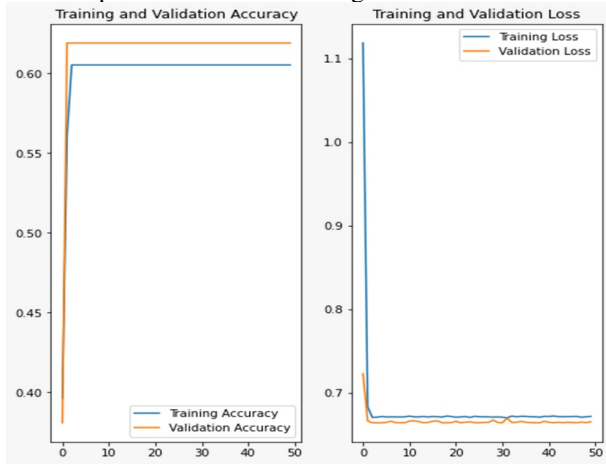 Training and Validation Accuracy
0.60
0.55
0.50
0.45
0.40
Training Accuracy
Validation Accuracy
0 10 20 30 40 50
Training and Validation Loss
Training Loss
Validation Loss
1.1
1.0
0.9
0.8
0.7
0 10 20 30 40 50